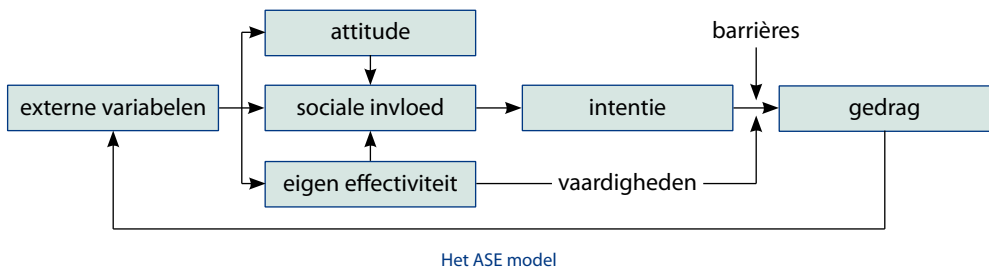 attitude
barrières
externe variabelen
sociale invloed
intentie
gedrag
eigen effectiviteit
vaardigheden
Het ASE model